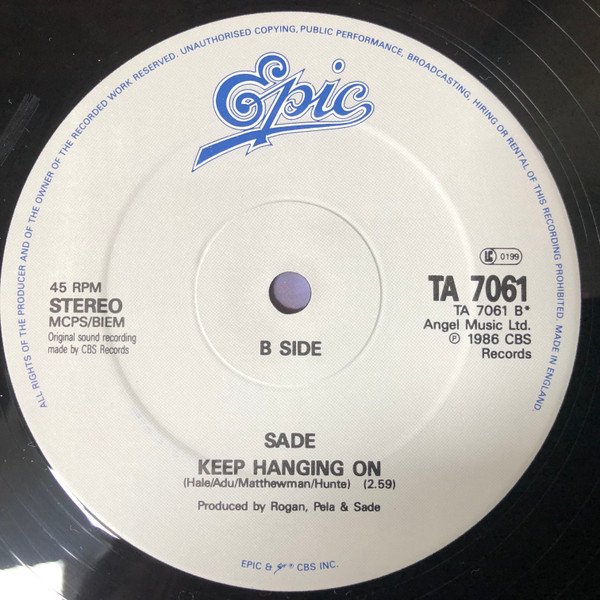 ALL RIGHTS OF THE PRODUCER AND OF THE OWNER OF THE RECORDED WORK RESERVED. UNAUTHORISED COPYING, PUBLIC PERFORMANCE, BROADCASTING, HIRING OR RENTAL OF THIS RECORDING PROHIBITED. MADE IN ENGLAND.
Epic
LC 0199
45 RPM
STEREO
MCPS/BIEM
Original sound recording
made by CBS Records
TA 7061
TA 7061 B*
Angel Music Ltd.
℗ 1986 CBS
Records
B SIDE
SADE
KEEP HANGING ON
(Hale/Adu/Matthewman/Hunte) (2.59)
Produced by Rogan, Pela & Sade
EPIC & ® CBS INC.